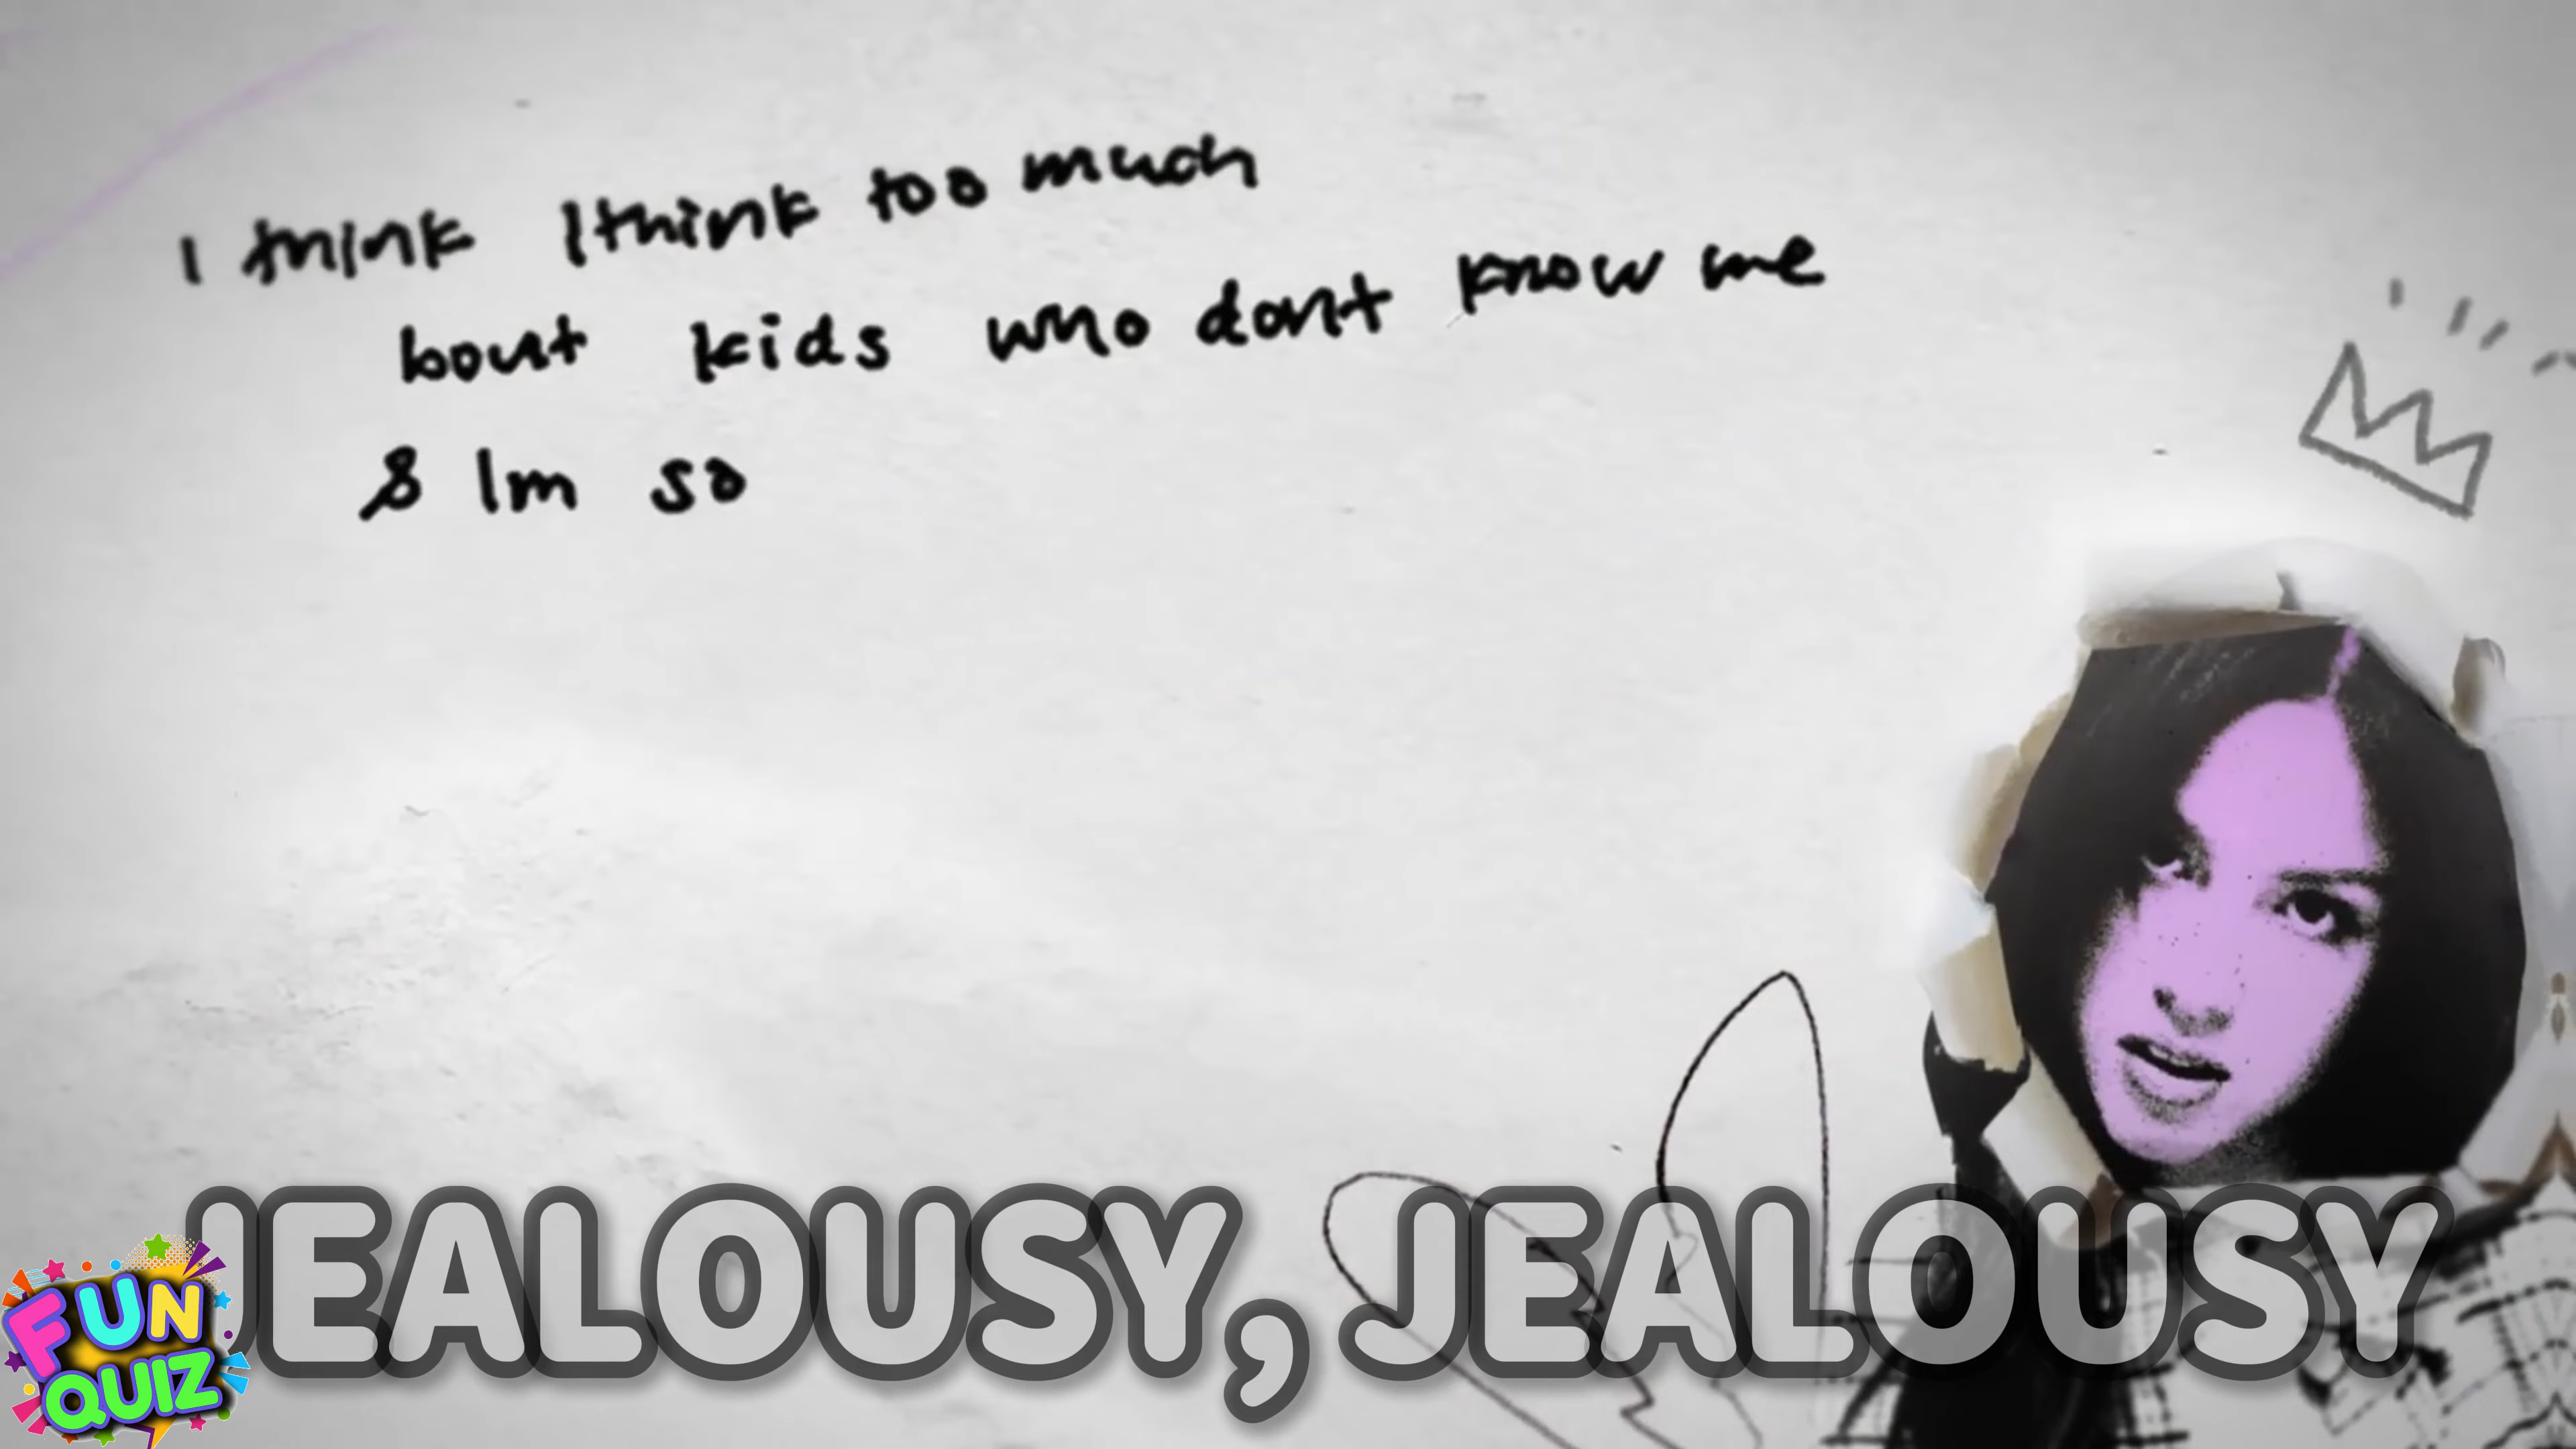 I think I think too much
bout kids who dont know me
& Im so
JEALOUSY, JEALOUSY
FUN
QUIZ